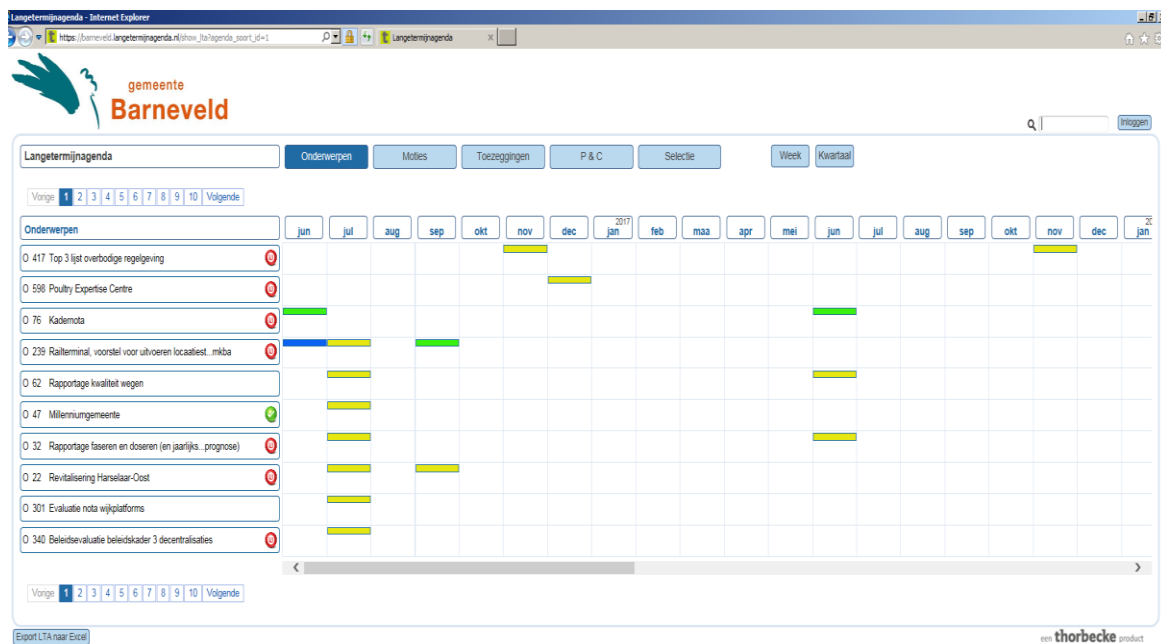 Langetermijnagenda - Internet Explorer
https://barneveld.langetermijnagenda.nl/show_lta?agenda_soort_id=1
Langetermijnagenda
gemeente
Barneveld
Inloggen
Langetermijnagenda Onderwerpen Moties Toezeggingen P & C Selectie Week Kwartaal
Vorige 1 2 3 4 5 6 7 8 9 10 Volgende
2017 20
Onderwerpen jun jul aug sep okt nov dec jan feb maa apr mei jun jul aug sep okt nov dec jan
O 417 Top 3 lijst overbodige regelgeving
O 598 Poultry Expertise Centre
O 76 Kadernota
O 239 Railterminal, voorstel voor uitvoeren locaatiest...mkba
O 62 Rapportage kwaliteit wegen
O 47 Millenniumgemeente
O 32 Rapportage faseren en doseren (en jaarlijks...prognose)
O 22 Revitalisering Harselaar-Oost
O 301 Evaluatie nota wijkplatforms
O 340 Beleidsevaluatie beleidskader 3 decentralisaties
Vorige 1 2 3 4 5 6 7 8 9 10 Volgende
Export LTA naar Excel
een thorbecke product